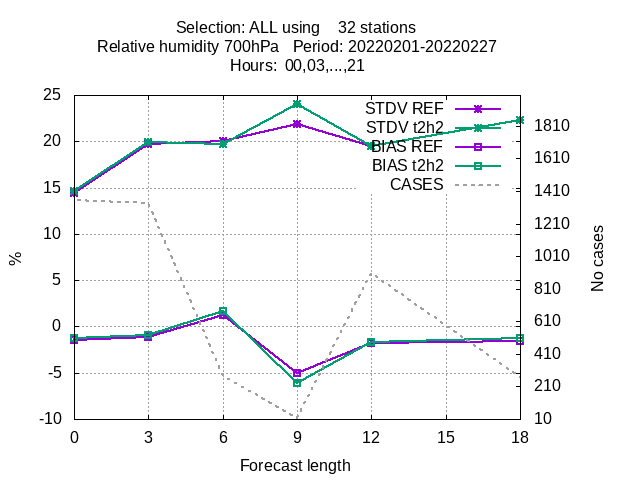 Selection: ALL using    32 stations
Relative humidity 700hPa   Period: 20220201-20220227
Hours:  00,03,...,21
25
20
15
10
5
0
-5
-10
%
STDV REF
STDV t2h2
BIAS REF
BIAS t2h2
CASES
1810
1610
1410
1210
1010
810
610
410
210
10
No cases
0 3 6 9 12 15 18
Forecast length